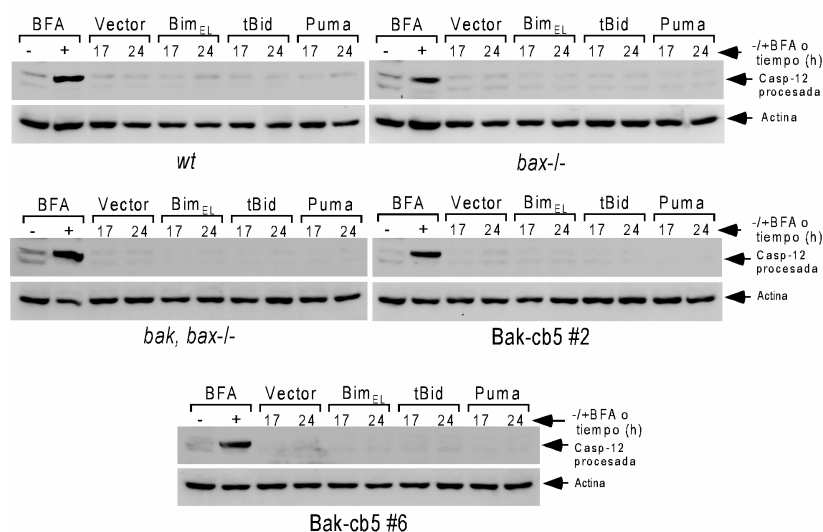 BFA Vector BimEL tBid Puma
- + 17 24 17 24 17 24 17 24
-/+BFA o
tiempo (h)
Casp-12
procesada
Actina
wt
BFA Vector BimEL tBid Puma
- + 17 24 17 24 17 24 17 24
-/+BFA o
tiempo (h)
Casp-12
procesada
Actina
bax-/-
BFA Vector BimEL tBid Puma
- + 17 24 17 24 17 24 17 24
bak, bax-/-
BFA Vector BimEL tBid Puma
- + 17 24 17 24 17 24 17 24
-/+BFA o
tiempo (h)
Casp-12
procesada
Actina
Bak-cb5 #2
BFA Vector BimEL tBid Puma
- + 17 24 17 24 17 24 17 24
-/+BFA o
tiempo (h)
Casp-12
procesada
Actina
Bak-cb5 #6